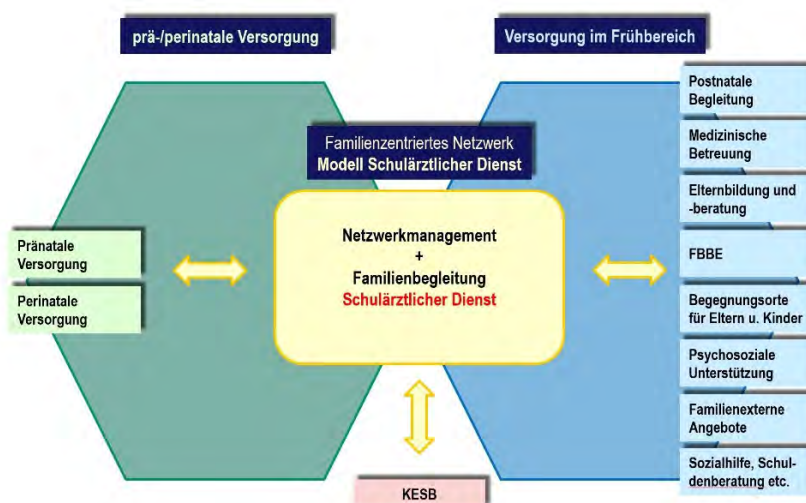 prä-/perinatale Versorgung
Versorgung im Frühbereich
Familienzentriertes Netzwerk
Modell Schulärztlicher Dienst
Netzwerkmanagement
+
Familienbegleitung
Schulärztlicher Dienst
Pränatale
Versorgung
Perinatale
Versorgung
Postnatale
Begleitung
Medizinische
Betreuung
Elternbildung und
-beratung
FBBE
Begegnungsorte
für Eltern u. Kinder
Psychosoziale
Unterstützung
Familienexterne
Angebote
Sozialhilfe, Schul-
denberatung etc.
KESB